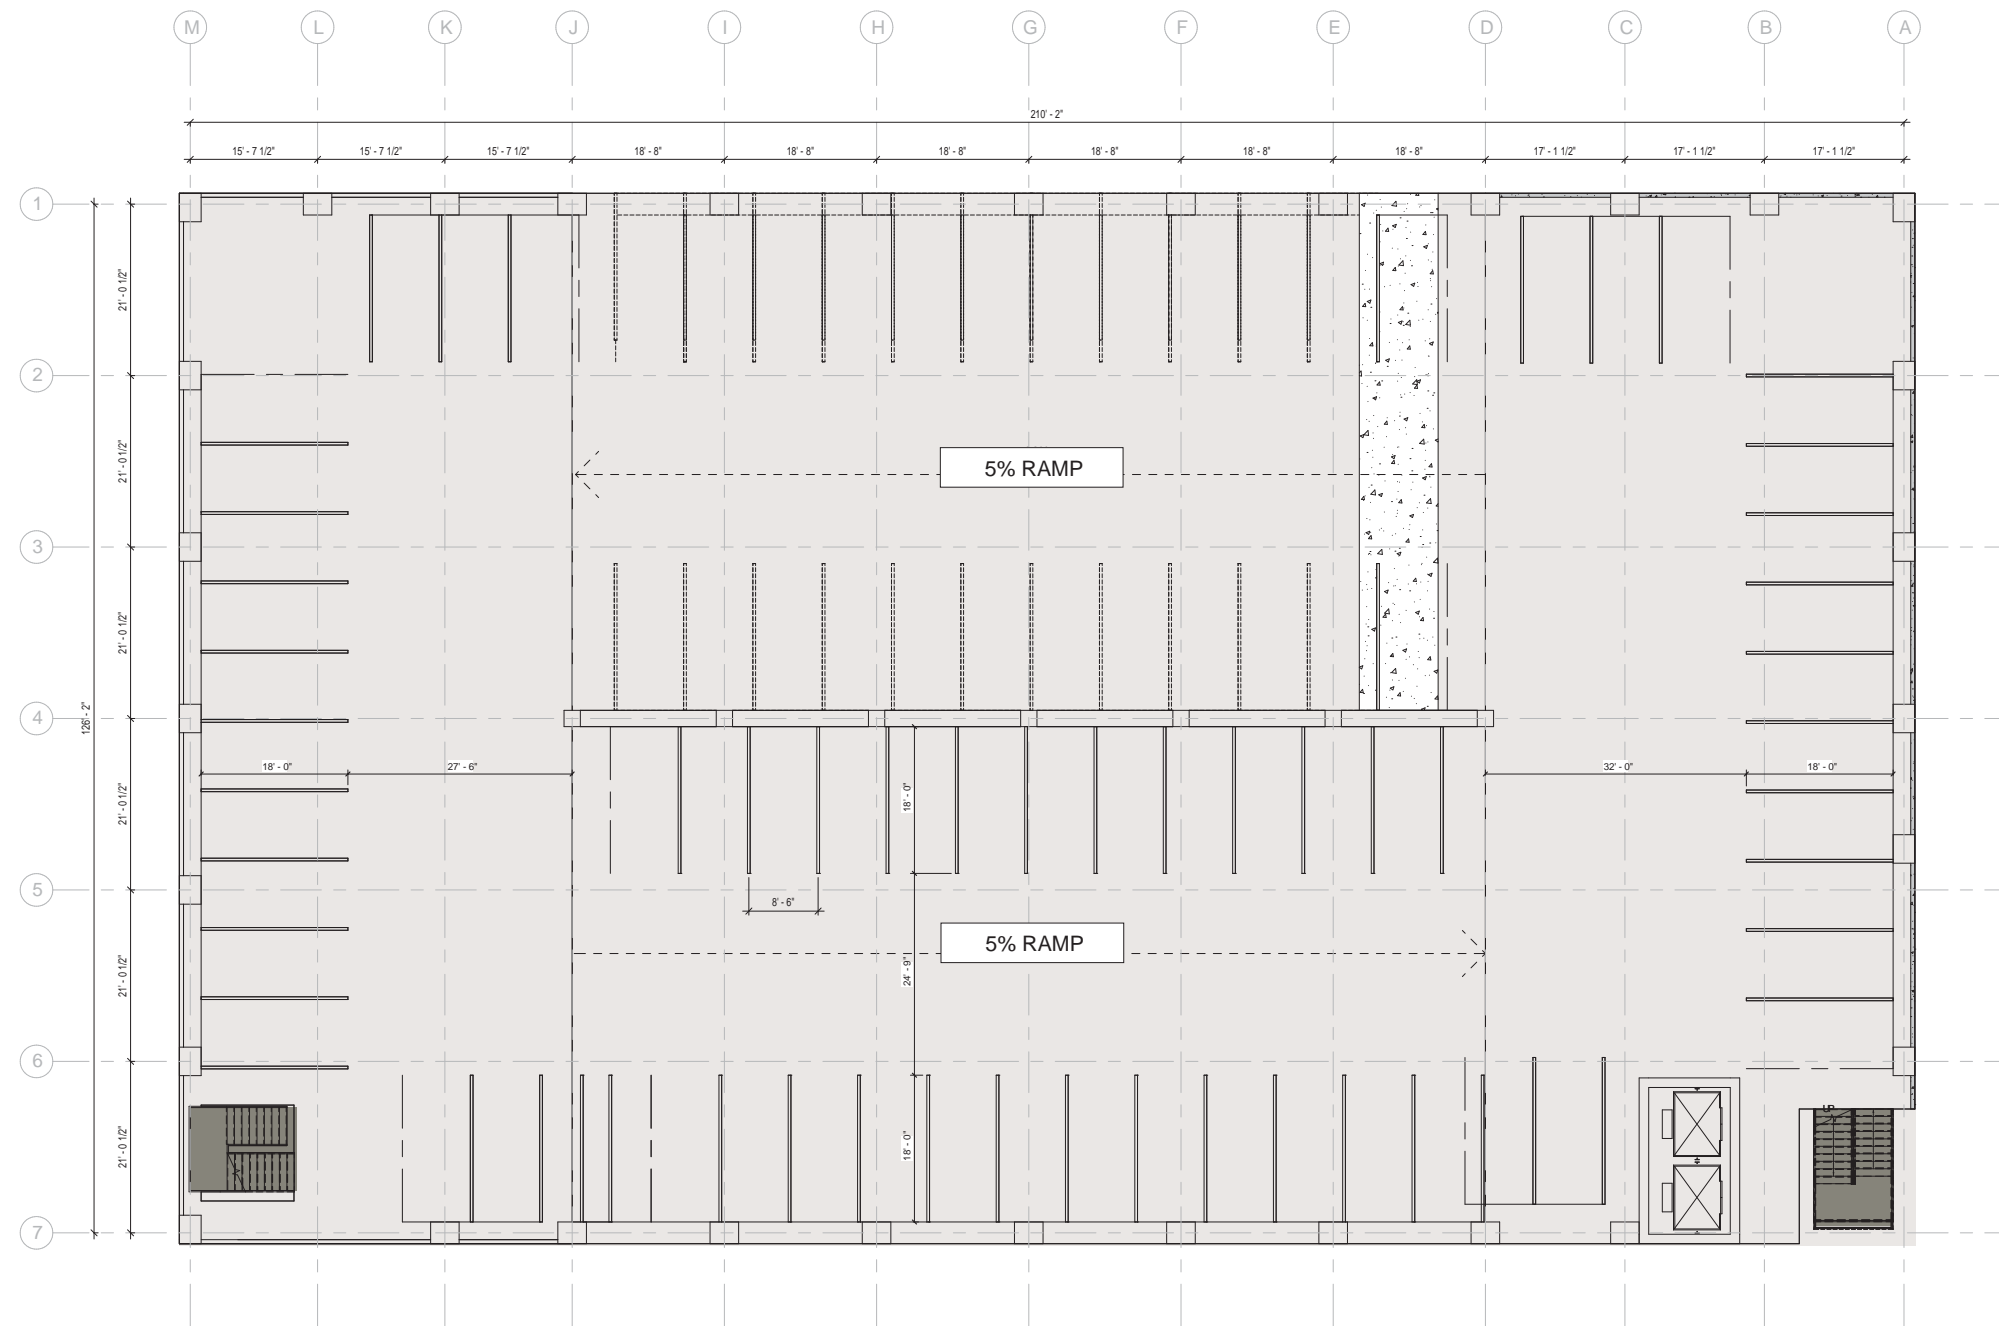 M L K J I H G F E D C B A
210' - 2"
15' - 7 1/2" 15' - 7 1/2" 15' - 7 1/2" 18' - 8" 18' - 8" 18' - 8" 18' - 8" 18' - 8" 18' - 8" 17' - 1 1/2" 17' - 1 1/2" 17' - 1 1/2"
1
21' - 0 1/2"
2
21' - 0 1/2"
5% RAMP
3
21' - 0 1/2"
126' - 2"
4
18' - 0" 27' - 6" 32' - 0" 18' - 0"
21' - 0 1/2"
18' - 0"
5
8' - 6"
5% RAMP
21' - 0 1/2"
24' - 9"
6
UP
21' - 0 1/2"
18' - 0"
7